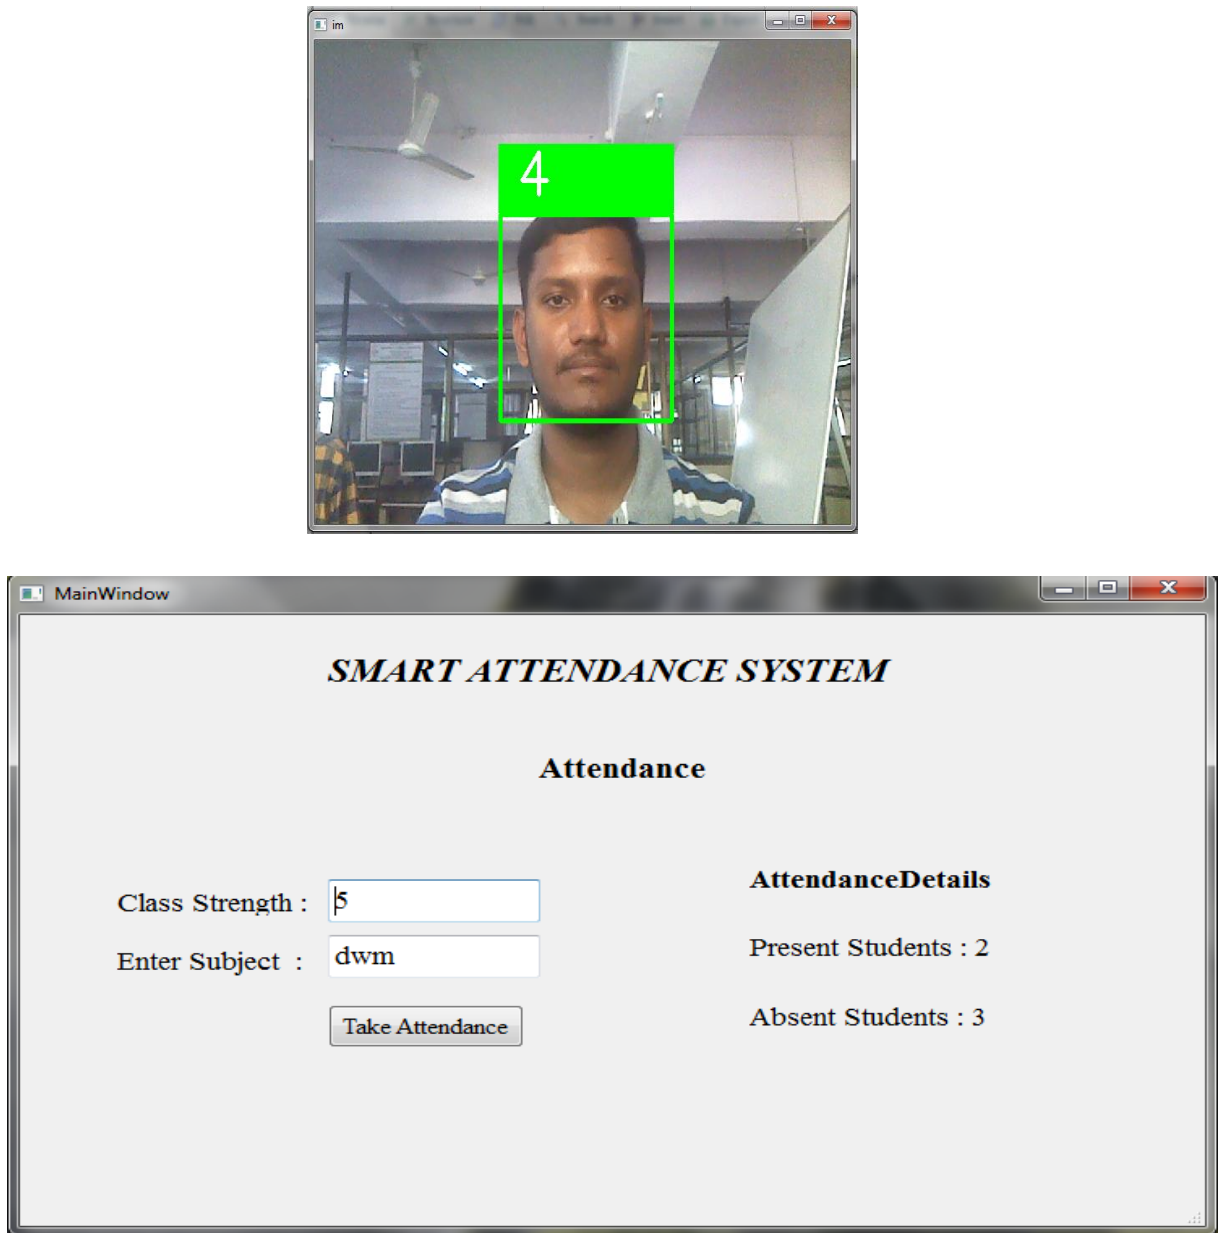 im
4
MainWindow
SMART ATTENDANCE SYSTEM
Attendance
AttendanceDetails
Class Strength : 5
Present Students : 2
Enter Subject : dwm
Absent Students : 3
Take Attendance